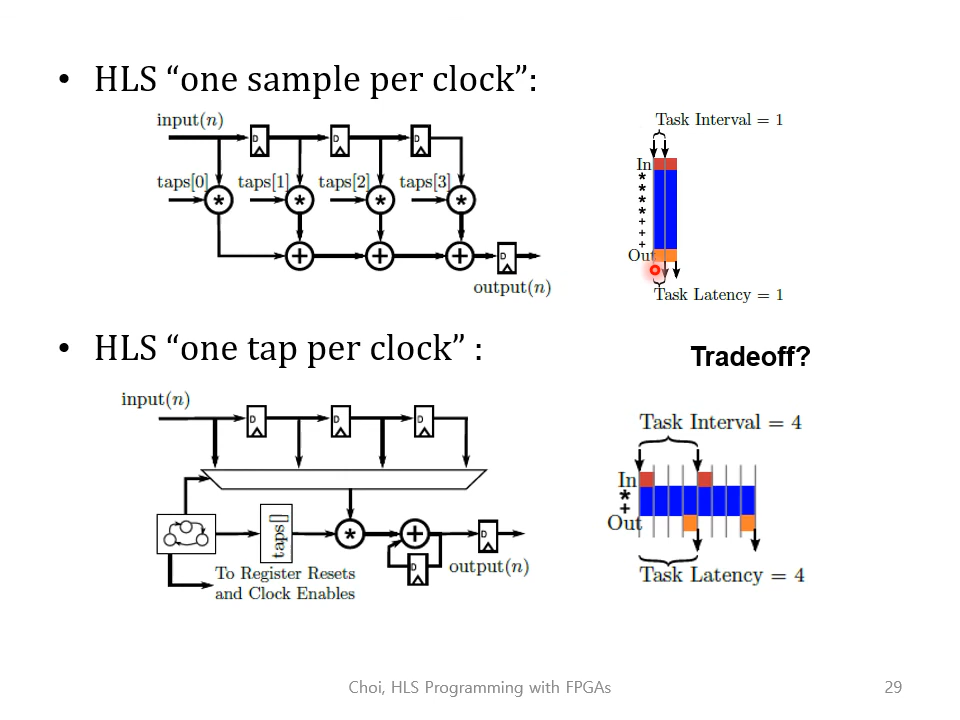 • HLS “one sample per clock”:
input(n)
D D D
taps[0] taps[1] taps[2] taps[3]
* * * *
+ + +
D
output(n)
Task Interval = 1
In
*
*
*
*
+
+
+
Out
Task Latency = 1
• HLS “one tap per clock” :
Tradeoff?
input(n)
D D D
taps[]
* +
D
D
output(n)
To Register Resets
and Clock Enables
Task Interval = 4
In
*
+
Out
Task Latency = 4
Choi, HLS Programming with FPGAs
29